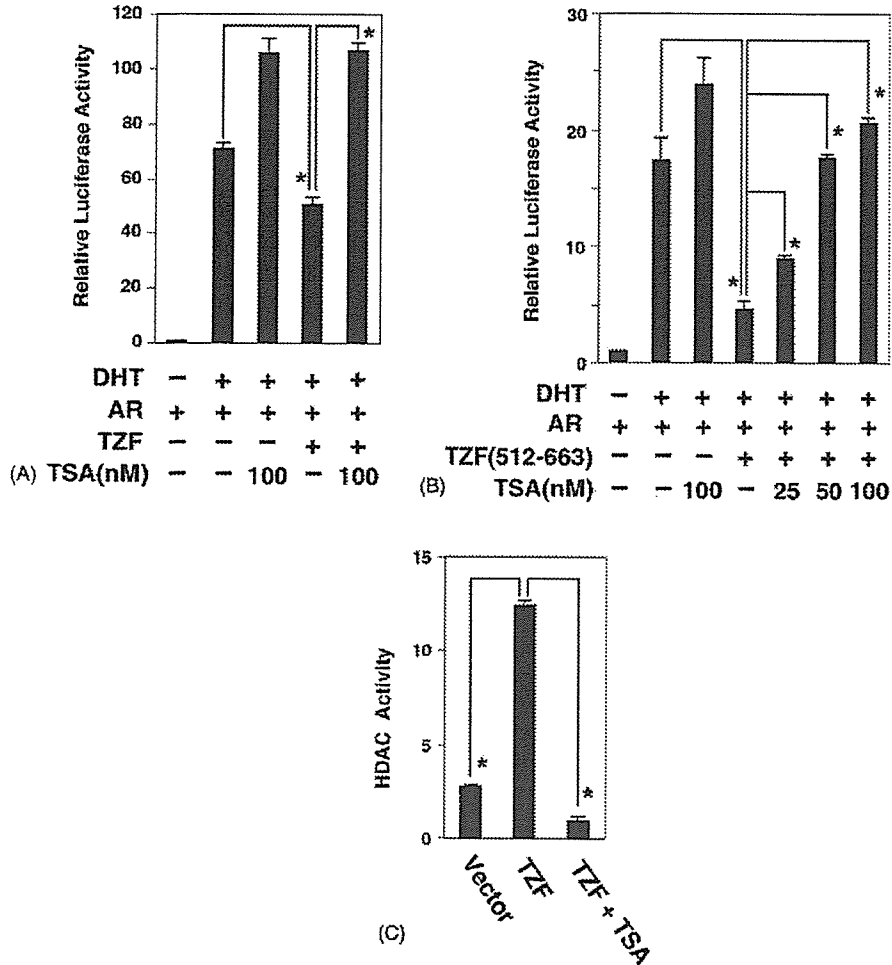 120
100
80
60
40
20
0
Relative Luciferase Activity
*
*
DHT − + + + +
AR + + + + +
TZF − − − + +
(A) TSA(nM) − − 100 − 100
30
20
10
0
Relative Luciferase Activity
*
*
*
*
DHT − + + + + + +
AR + + + + + + +
TZF(512-663) − − − + + + +
(B) TSA(nM) − − 100 − 25 50 100
15
10
5
0
HDAC Activity
*
*
Vector
TZF
TZF + TSA
(C)